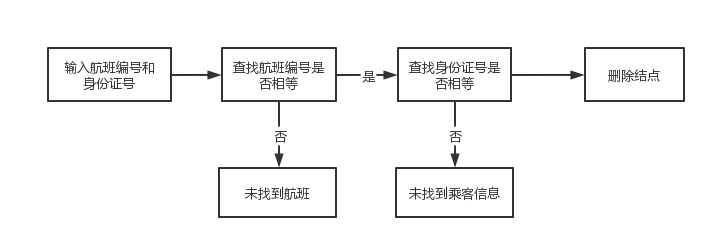 输入航班编号和
身份证号
查找航班编号是
否相等
是
查找身份证号是
否相等
删除结点
否
否
未找到航班
未找到乘客信息